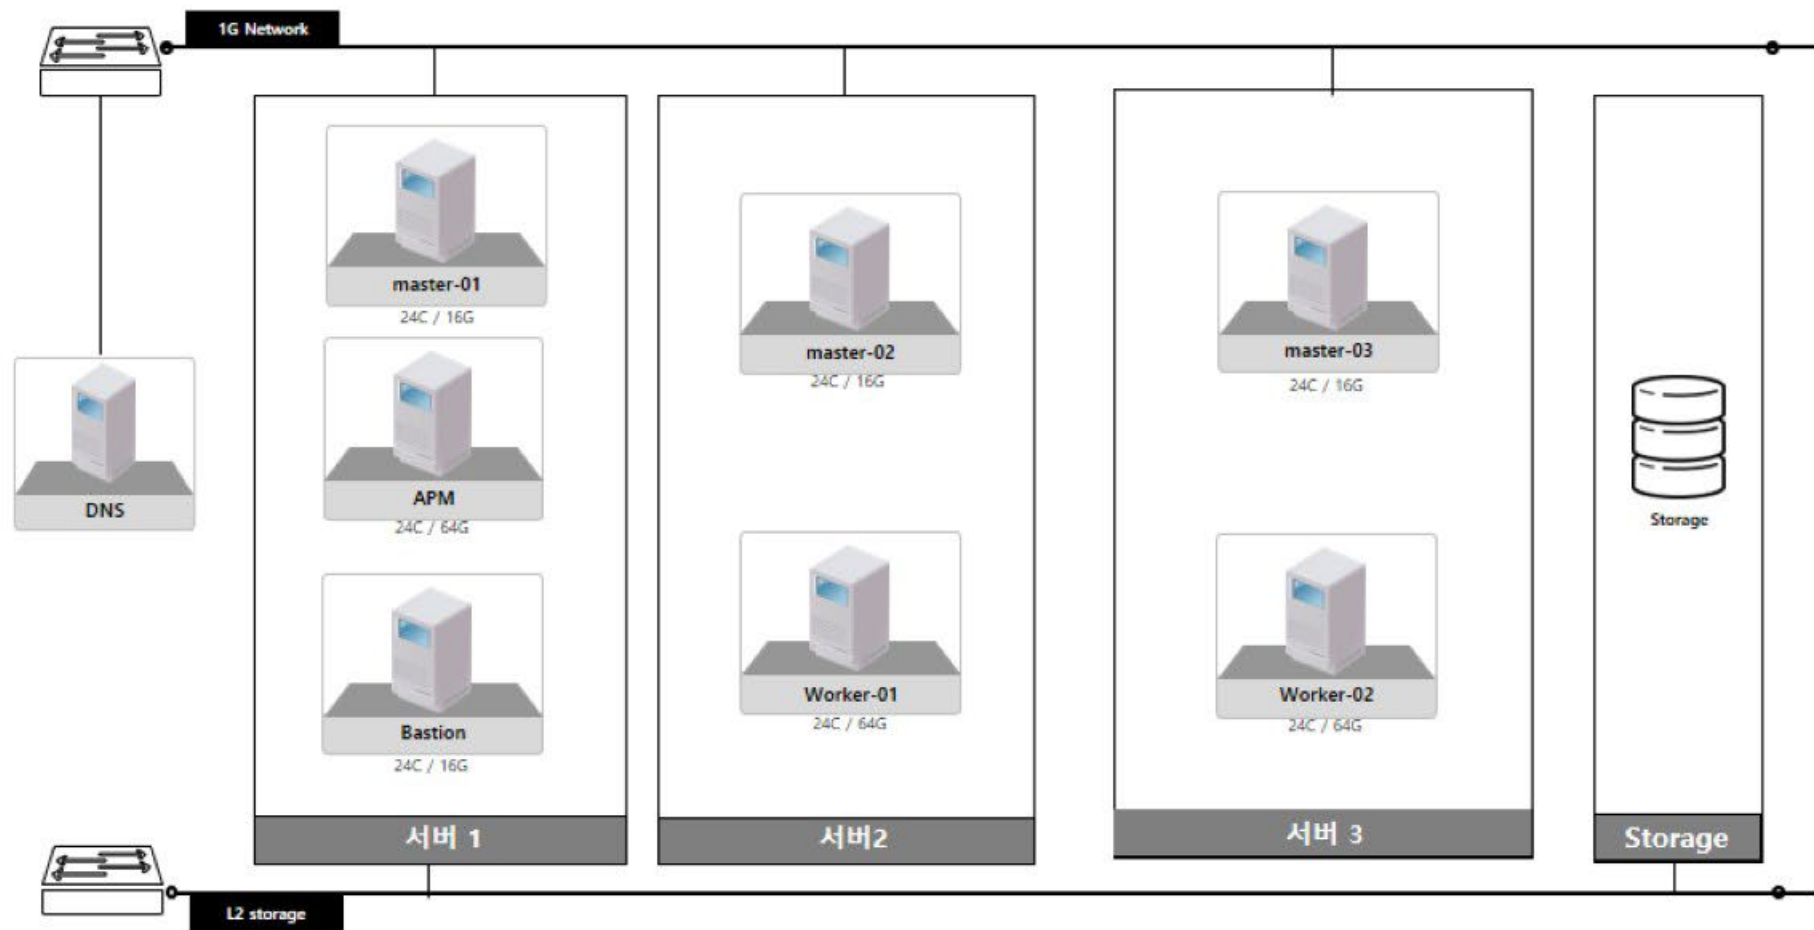 1G Network
master-01
24C / 16G
APM
24C / 64G
Bastion
24C / 16G
서버 1
master-02
24C / 16G
Worker-01
24C / 64G
서버2
master-03
24C / 16G
Worker-02
24C / 64G
서버 3
Storage
Storage
DNS
L2 storage